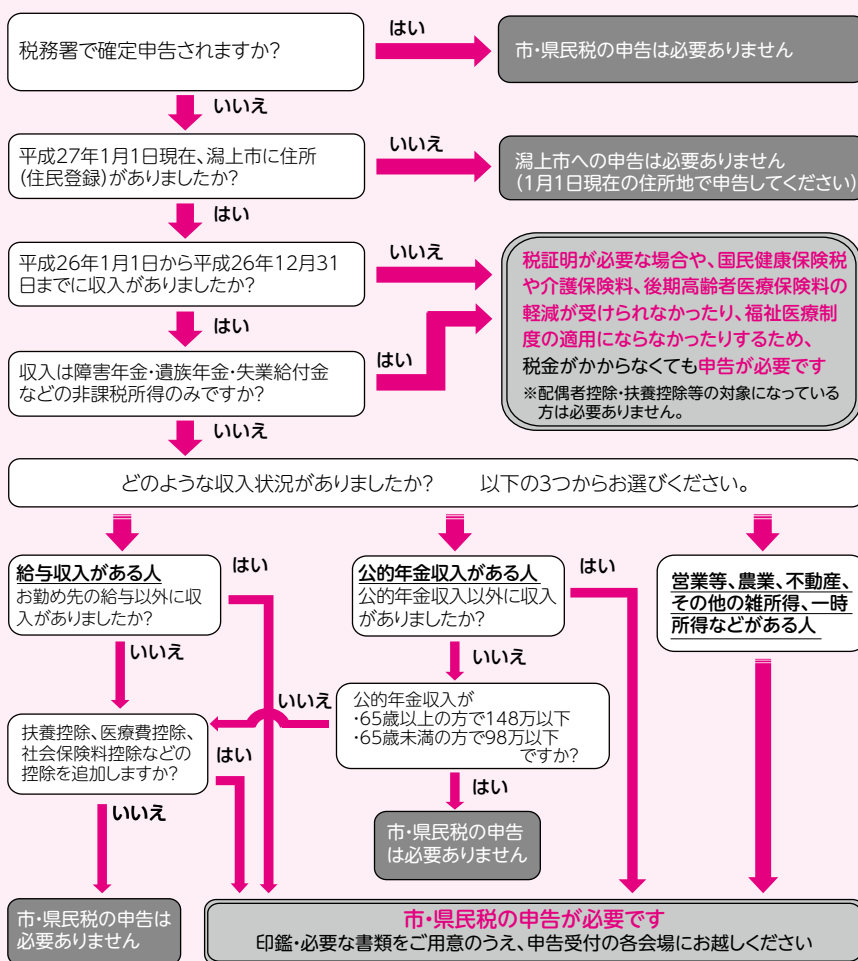 税務署で確定申告されますか?
はい
市・県民税の申告は必要ありません
いいえ
平成27年1月1日現在、潟上市に住所
(住民登録)がありましたか?
いいえ
潟上市への申告は必要ありません
(1月1日現在の住所地で申告してください)
はい
平成26年1月1日から平成26年12月31
日までに収入がありましたか?
いいえ
税証明が必要な場合や、国民健康保険税
や介護保険料、後期高齢者医療保険料の
軽減が受けられなかったり、福祉医療制
度の適用にならなかったりするため、
税金がかからなくても申告が必要です
※配偶者控除・扶養控除等の対象になっている
方は必要ありません。
はい
収入は障害年金・遺族年金・失業給付金
などの非課税所得のみですか?
はい
いいえ
どのような収入状況がありましたか? 以下の3つからお選びください。
給与収入がある人
お勤め先の給与以外に収
入がありましたか?
はい
いいえ
公的年金収入がある人
公的年金収入以外に収入
がありましたか?
はい
いいえ
営業等、農業、不動産、
その他の雑所得、一時
所得などがある人
公的年金収入が
・65歳以上の方で148万以下
・65歳未満の方で98万以下
ですか?
いいえ
はい
扶養控除、医療費控除、
社会保険料控除などの
控除を追加しますか?
はい
いいえ
市・県民税の申告
は必要ありません
市・県民税の申告は
必要ありません
市・県民税の申告が必要です
印鑑・必要な書類をご用意のうえ、申告受付の各会場にお越しください